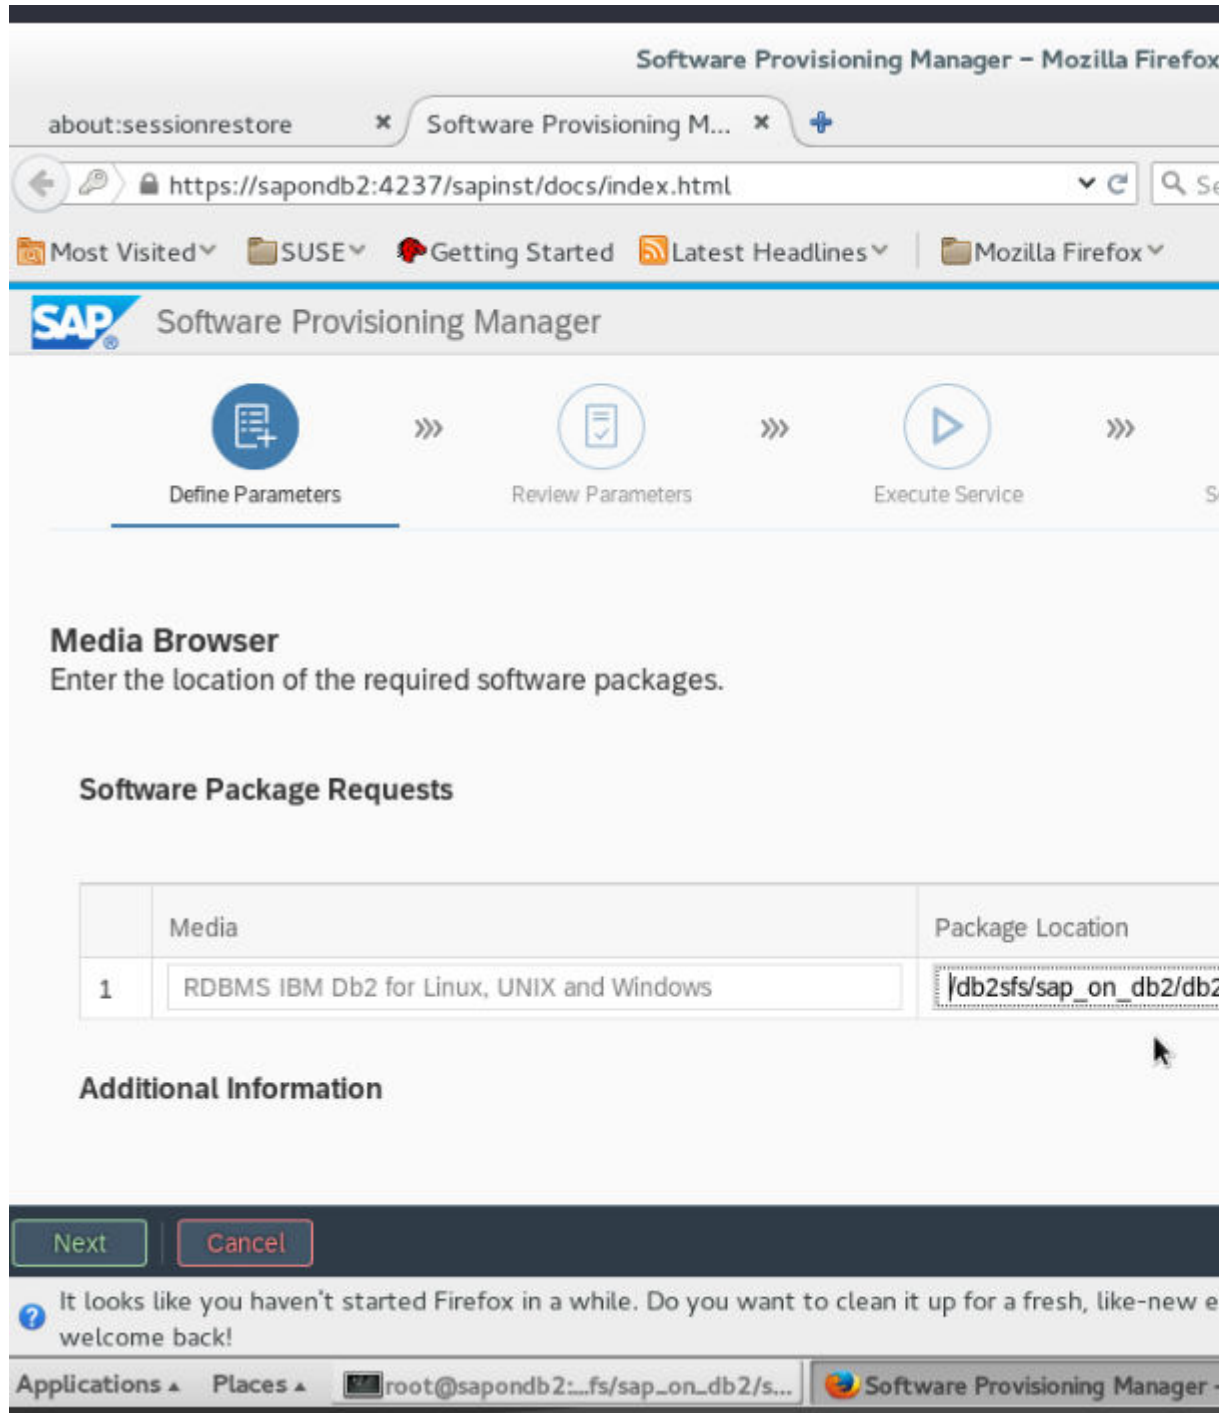 Software Provisioning Manager – Mozilla Firefox
about:sessionrestore Software Provisioning M...
https://sapondb2:4237/sapinst/docs/index.html
Most Visited SUSE Getting Started Latest Headlines Mozilla Firefox
SAP® Software Provisioning Manager
Define Parameters Review Parameters Execute Service
Media Browser
Enter the location of the required software packages.
Software Package Requests
Media Package Location
1 RDBMS IBM Db2 for Linux, UNIX and Windows /db2sfs/sap_on_db2/db2
Additional Information
Next Cancel
It looks like you haven't started Firefox in a while. Do you want to clean it up for a fresh, like-new
welcome back!
Applications Places root@sapondb2:...fs/sap_on_db2/s... Software Provisioning Manager -